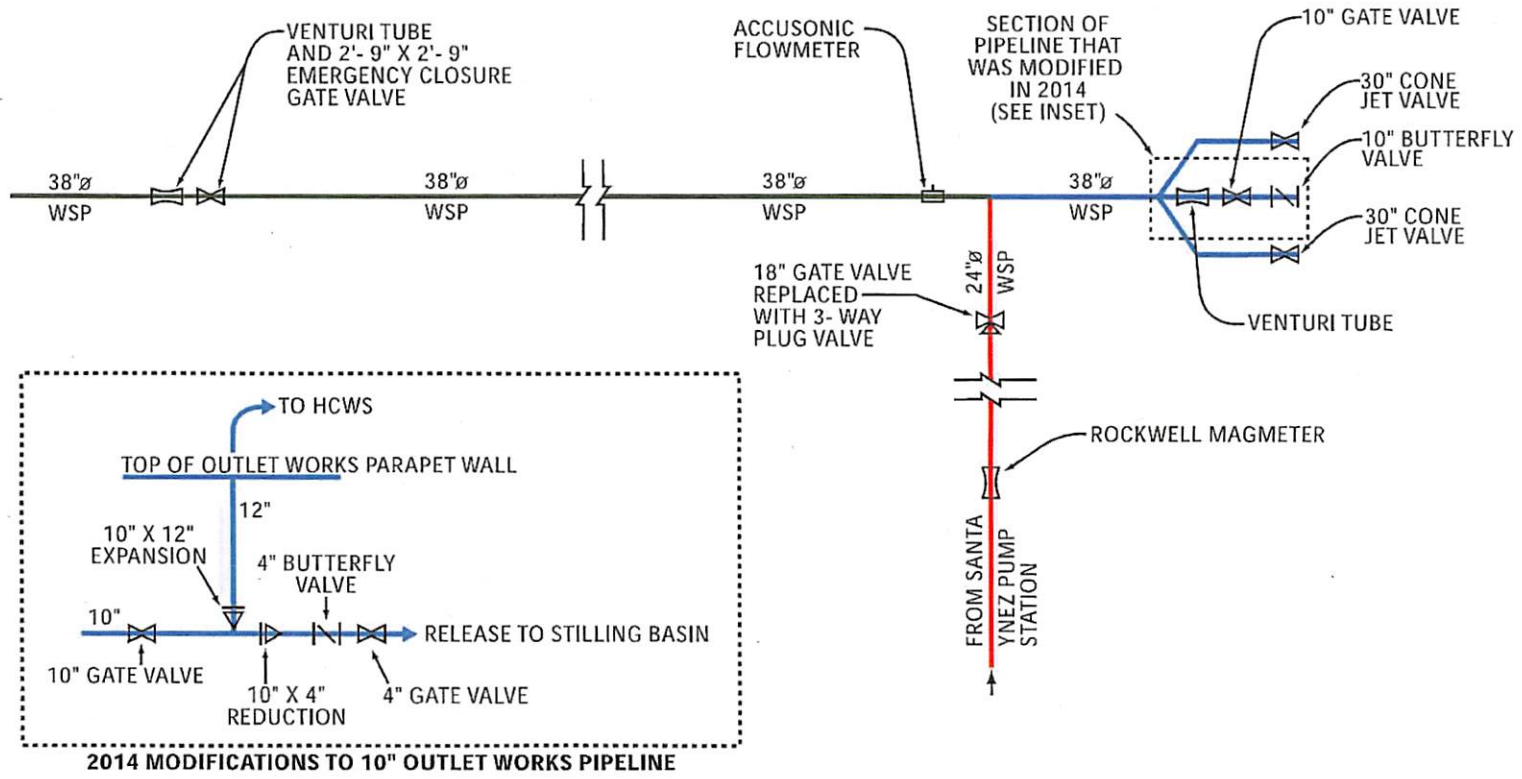 VENTURI TUBE
AND 2'- 9" X 2'- 9"
EMERGENCY CLOSURE
GATE VALVE
ACCUSONIC
FLOWMETER
SECTION OF
PIPELINE THAT
WAS MODIFIED
IN 2014
(SEE INSET)
10" GATE VALVE
30" CONE
JET VALVE
10" BUTTERFLY
VALVE
38"ø
WSP
38"ø
WSP
38"ø
WSP
38"ø
WSP
30" CONE
JET VALVE
VENTURI TUBE
24"ø
WSP
18" GATE VALVE
REPLACED
WITH 3- WAY
PLUG VALVE
ROCKWELL MAGMETER
FROM SANTA
YNEZ PUMP
STATION
TO HCWS
TOP OF OUTLET WORKS PARAPET WALL
12"
10" X 12"
EXPANSION
4" BUTTERFLY
VALVE
10"
RELEASE TO STILLING BASIN
10" GATE VALVE
10" X 4"
REDUCTION
4" GATE VALVE
2014 MODIFICATIONS TO 10" OUTLET WORKS PIPELINE